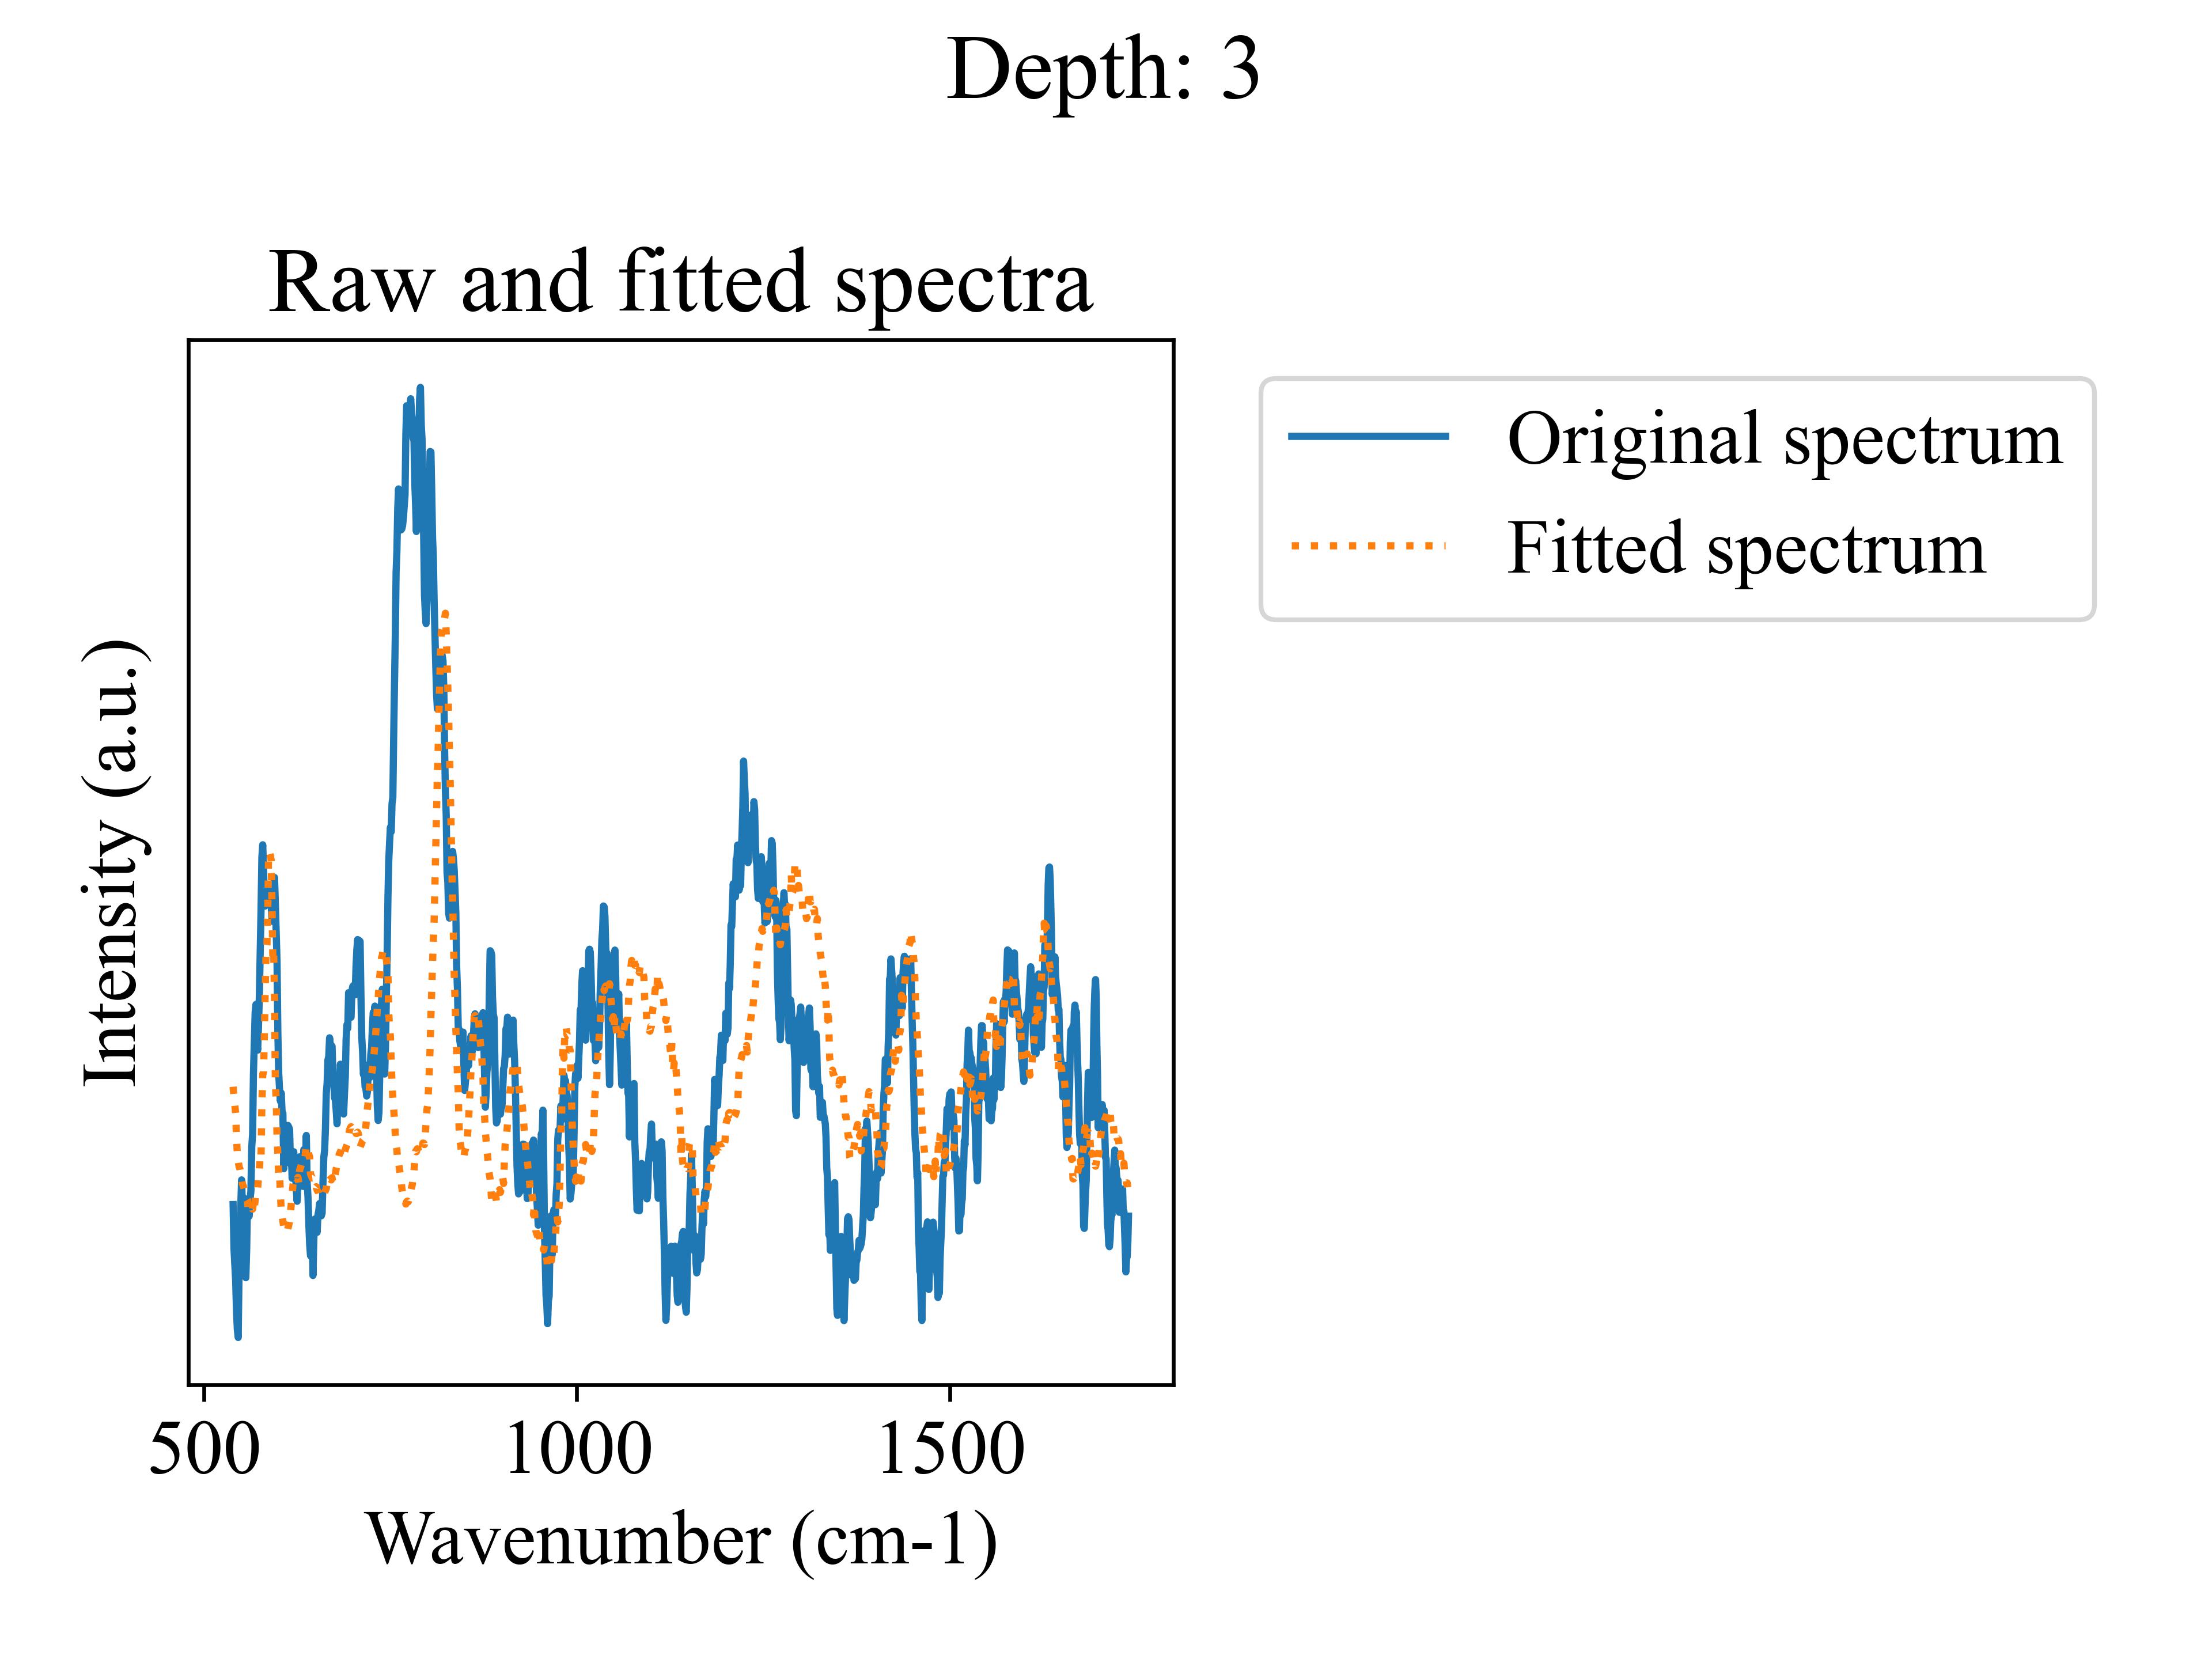 Depth: 3
Raw and fitted spectra
Original spectrum
Fitted spectrum
Intensity (a.u.)
500 1000 1500
Wavenumber (cm-1)